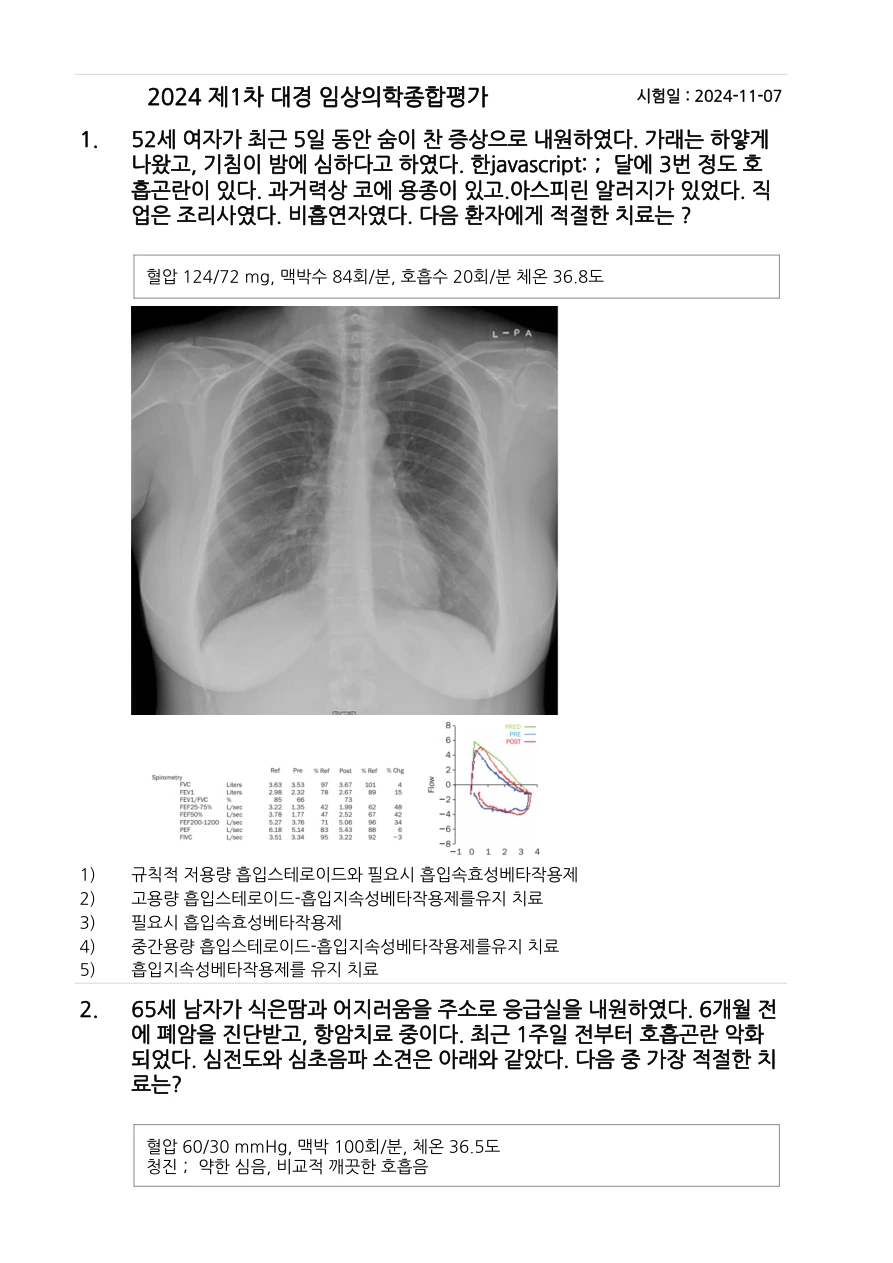 2024 제1차 대경 임상의학종합평가
시험일 : 2024-11-07
1. 52세 여자가 최근 5일 동안 숨이 찬 증상으로 내원하였다. 가래는 하얗게
나왔고, 기침이 밤에 심하다고 하였다. 한javascript: ; 달에 3번 정도 호
흡곤란이 있다. 과거력상 코에 용종이 있고.아스피린 알러지가 있었다. 직
업은 조리사였다. 비흡연자였다. 다음 환자에게 적절한 치료는 ?
혈압 124/72 mg, 맥박수 84회/분, 호흡수 20회/분 체온 36.8도
L-PA
Ref Pre % Ref Post % Ref % Chg
Spirometry
FVC Liters 3.63 3.53 97 3.67 101 4
FEV1 Liters 2.98 2.32 78 2.67 89 15
FEV1/FVC % 85 66 73
FEF25-75% L/sec 3.22 1.35 42 1.99 62 48
FEF50% L/sec 3.78 1.77 47 2.52 67 42
FEF200-1200 L/sec 5.27 3.76 71 5.06 96 34
PEF L/sec 6.18 5.14 83 5.43 88 6
FIVC L/sec 3.51 3.34 95 3.22 92 -3
PRED
PRE
POST
Flow
8
6
4
2
0
-2
-4
-6
-8
-1 0 1 2 3 4
1) 규칙적 저용량 흡입스테로이드와 필요시 흡입속효성베타작용제
2) 고용량 흡입스테로이드-흡입지속성베타작용제를유지 치료
3) 필요시 흡입속효성베타작용제
4) 중간용량 흡입스테로이드-흡입지속성베타작용제를유지 치료
5) 흡입지속성베타작용제를 유지 치료
2. 65세 남자가 식은땀과 어지러움을 주소로 응급실을 내원하였다. 6개월 전
에 폐암을 진단받고, 항암치료 중이다. 최근 1주일 전부터 호흡곤란 악화
되었다. 심전도와 심초음파 소견은 아래와 같았다. 다음 중 가장 적절한 치
료는?
혈압 60/30 mmHg, 맥박 100회/분, 체온 36.5도
청진 ; 약한 심음, 비교적 깨끗한 호흡음